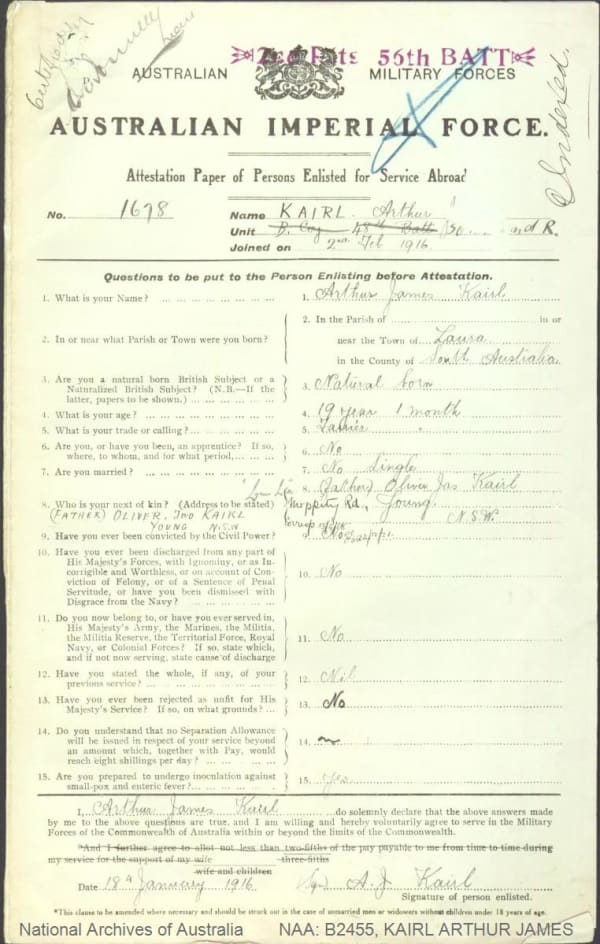 2nd Rfts 56th BATT
AUSTRALIAN MILITARY FORCES
Indexed.
AUSTRALIAN IMPERIAL FORCE.
Attestation Paper of Persons Enlisted for Service Abroad
No. 1678 Name KAIRL. Arthur J
Unit B. Coy 48th Batt
Joined on 2nd Feb 1916
Questions to be put to the Person Enlisting before Attestation.
1. What is your Name? 1. Arthur James Kairl
2. In or near what Parish or Town were you born? 2. In the Parish of in or
near the Town of Laura
in the County of South Australia
3. Are you a natural born British Subject or a
Naturalized British Subject? (N.B.—If the
latter, papers to be shown.) 3. Natural born
4. What is your age? 4. 19 year 1 month
5. What is your trade or calling? 5.
6. Are you, or have you been, an apprentice? If so,
where, to whom, and for what period, 6. No
7. Are you married? 7. No Single
8. Who is your next of kin? (Address to be stated) 8. (Father) Oliver Jas Kairl
Moppity Rd., Young
N.S.W.
(FATHER) OLIVER. JNO KAIRL
YOUNG N.S.W
9. Have you ever been convicted by the Civil Power? 9. No
10. Have you ever been discharged from any part of
His Majesty's Forces, with Ignominy, or as In-
corrigible and Worthless, or on account of Con-
viction of Felony, or of a Sentence of Penal
Servitude, or have you been dismissed with
Disgrace from the Navy? 10. No
11. Do you now belong to, or have you ever served in,
His Majesty's Army, the Marines, the Militia,
the Militia Reserve, the Territorial Force, Royal
Navy, or Colonial Forces? If so, state which,
and if not now serving, state cause of discharge 11. No
12. Have you stated the whole, if any, of your
previous service? 12. Nil
13. Have you ever been rejected as unfit for His
Majesty's Service? If so, on what grounds? 13. No
14. Do you understand that no Separation Allowance
will be issued in respect of your service beyond
an amount which, together with Pay, would
reach eight shillings per day? 14.
15. Are you prepared to undergo inoculation against
small-pox and enteric fever? 15. Yes
I, Arthur James Kairl do solemnly declare that the above answers made
by me to the above questions are true, and I am willing and hereby voluntarily agree to serve in the Military
Forces of the Commonwealth of Australia within or beyond the limits of the Commonwealth.
*And I further agree to allot not less than two-fifths of the pay payable to me from time to time during
my service for the support of my wife three-fifths
wife and children
Date 18th January 1916 (Sgd) A. J. Kairl
Signature of person enlisted.
*This clause to be amended where necessary and should be struck out in the case of unmarried men or widowers without children under 18 years of age.
National Archives of Australia NAA: B2455, KAIRL ARTHUR JAMES